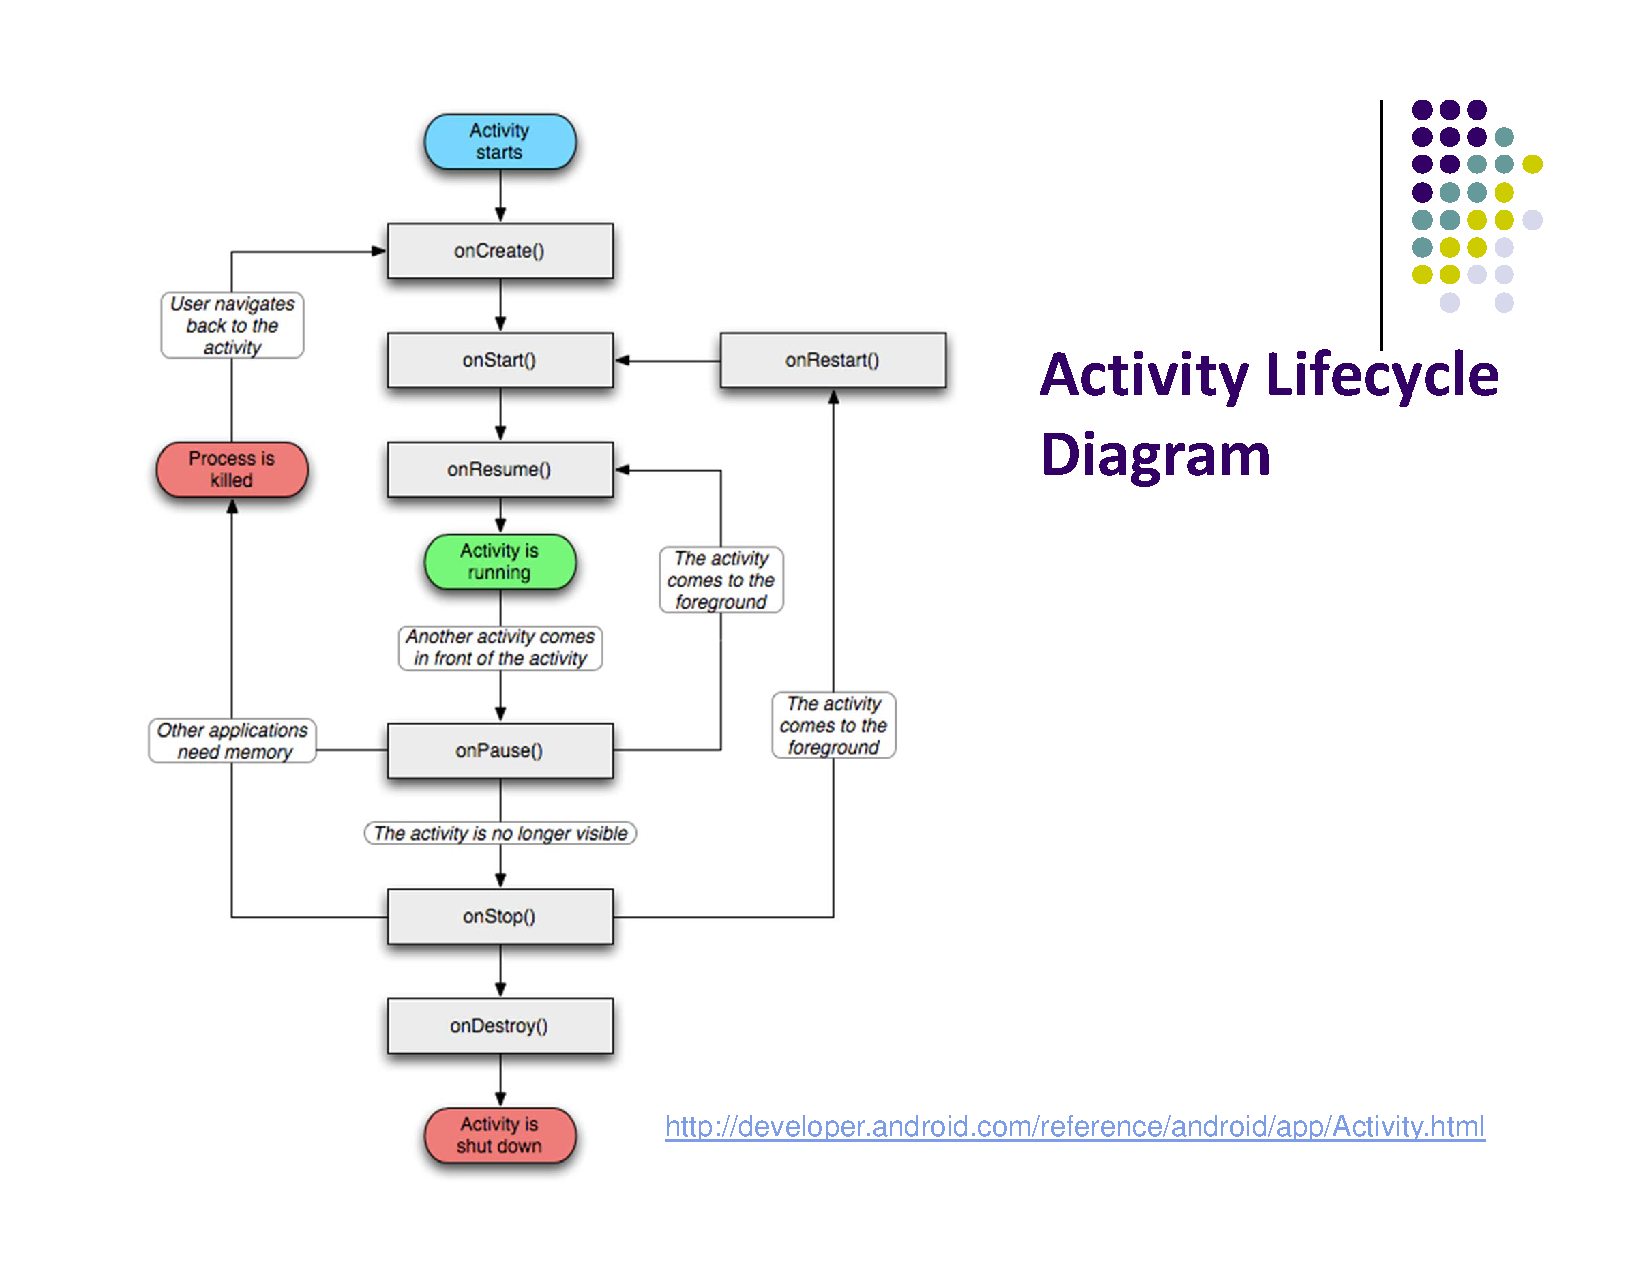 Activity
starts
onCreate()
User navigates
back to the
activity
onStart()
onRestart()
Activity Lifecycle
Diagram
Process is
killed
onResume()
Activity is
running
The activity
comes to the
foreground
Another activity comes
in front of the activity
The activity
comes to the
foreground
Other applications
need memory
onPause()
The activity is no longer visible
onStop()
onDestroy()
Activity is
shut down
http://developer.android.com/reference/android/app/Activity.html